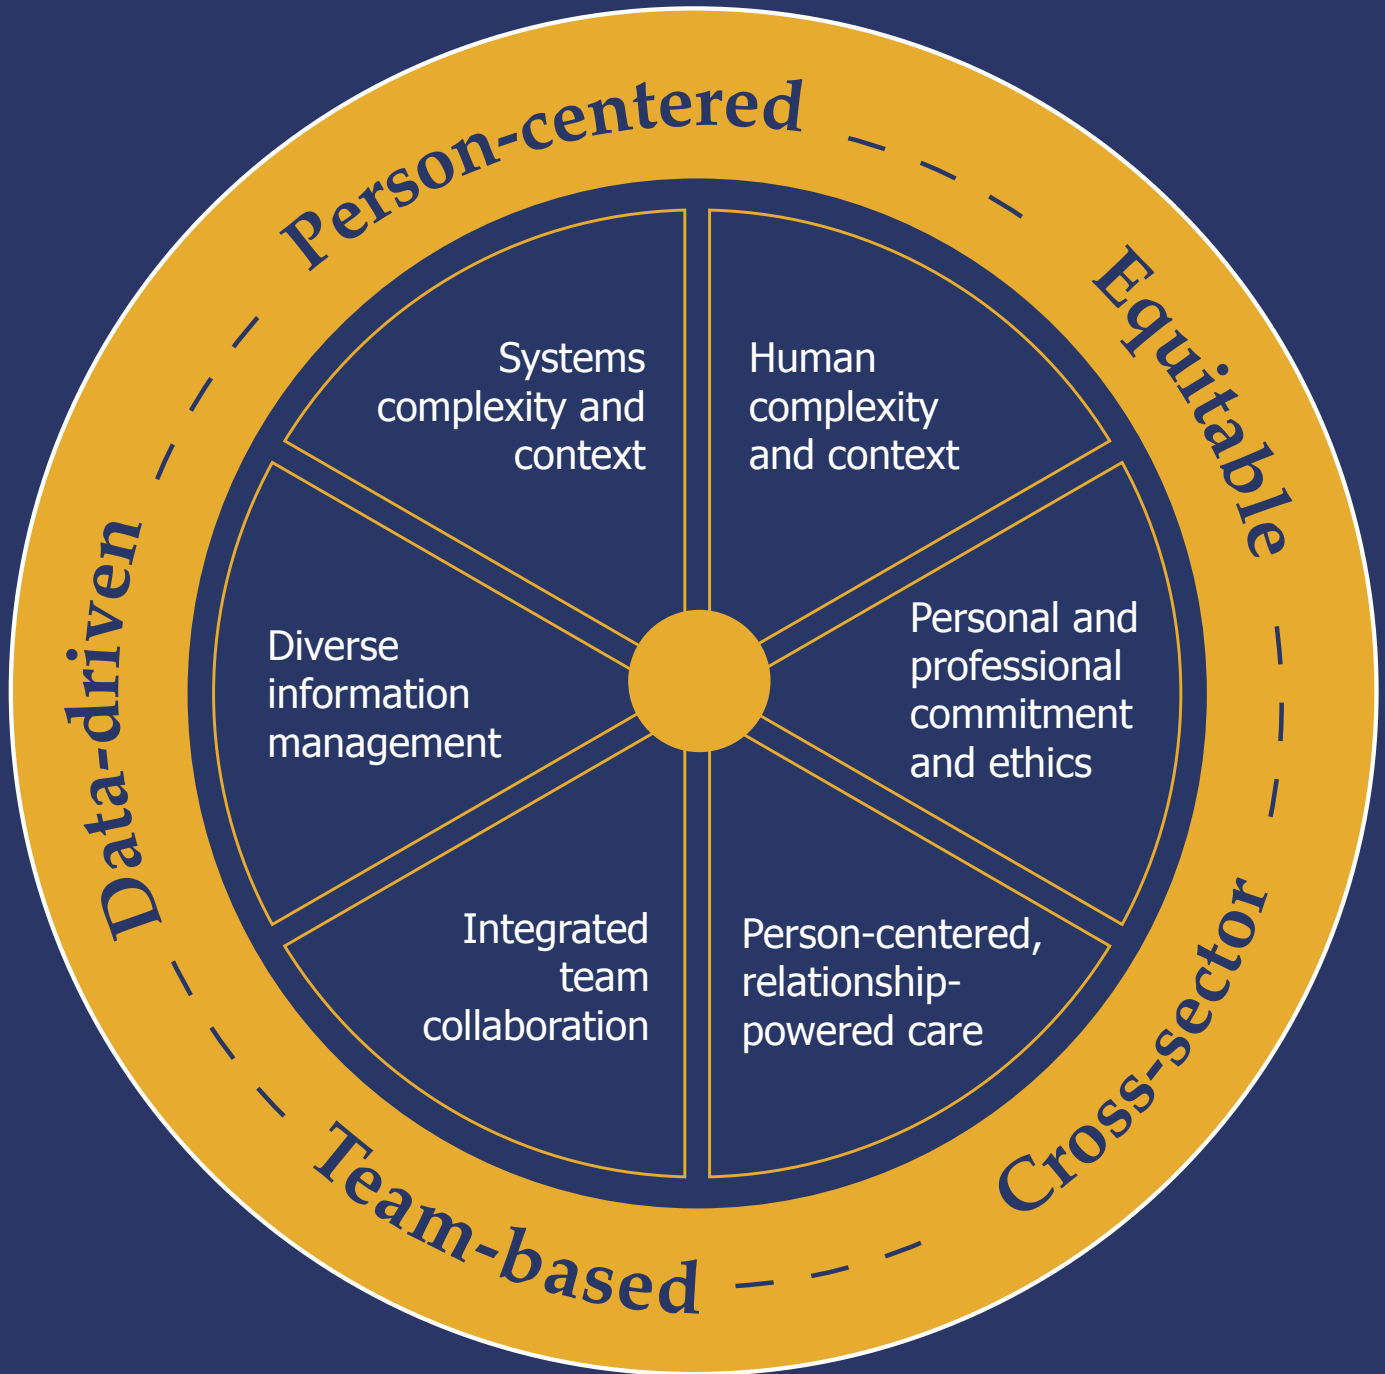 Person-centered
Equitable
Cross-sector
Team-based
Data-driven
Systems
complexity and
context
Human
complexity
and context
Personal and
professional
commitment
and ethics
Person-centered,
relationship-
powered care
Integrated
team
collaboration
Diverse
information
management